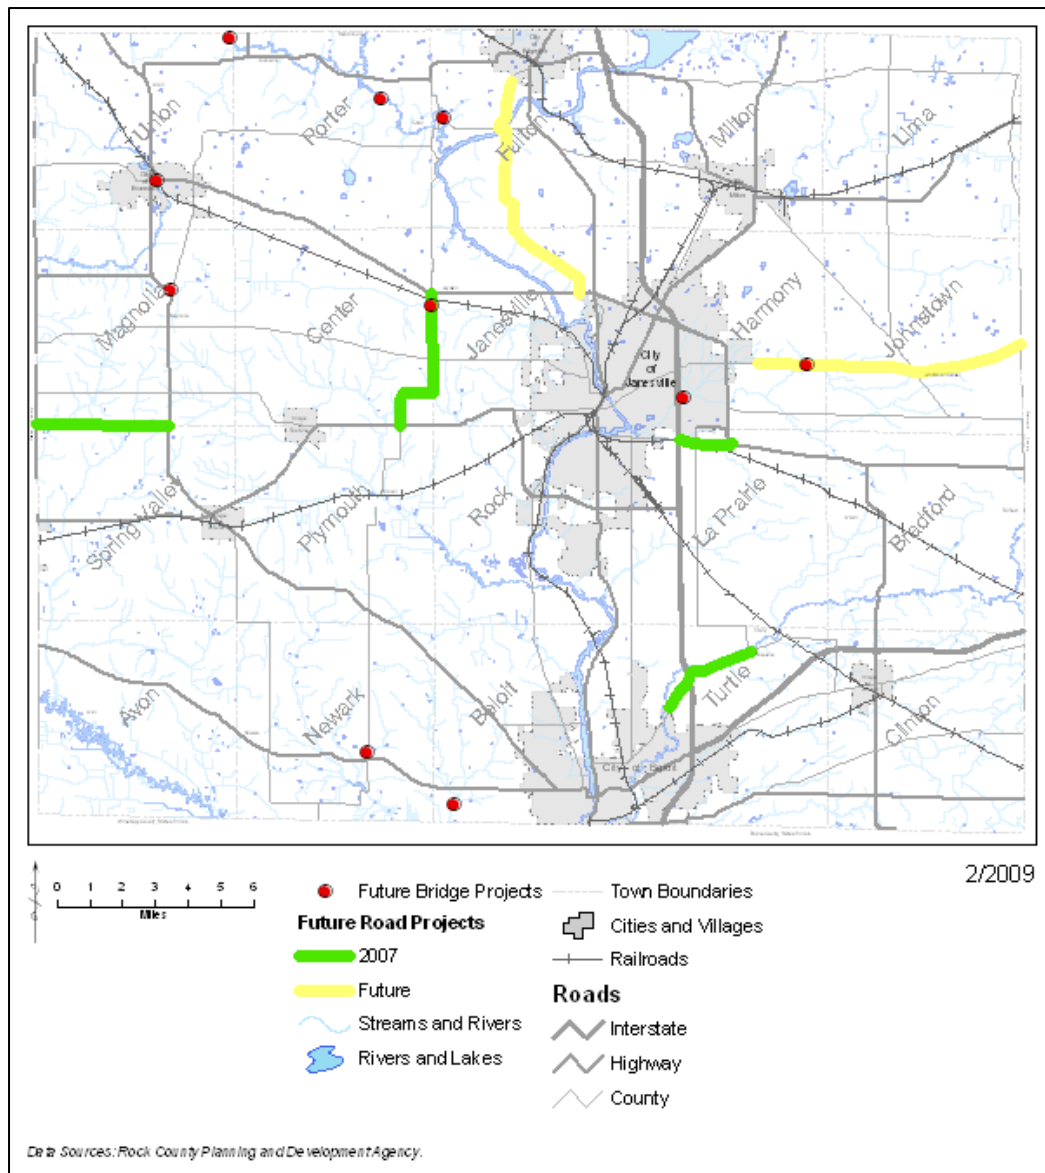 Union
Porter
Fulton
Milton
Lima
Magnolia
Center
Janesville
Harmony
Johnstown
City
of
Janesville
Spring Valley
Plymouth
Rock
La Prairie
Bradford
Avon
Newark
Beloit
Turtle
Clinton
City of Beloit
2/2009
0 1 2 3 4 5 6
Miles
Future Bridge Projects
Future Road Projects
2007
Future
Streams and Rivers
Rivers and Lakes
Town Boundaries
Cities and Villages
Railroads
Roads
Interstate
Highway
County
Data Sources: Rock County Planning and Development Agency.